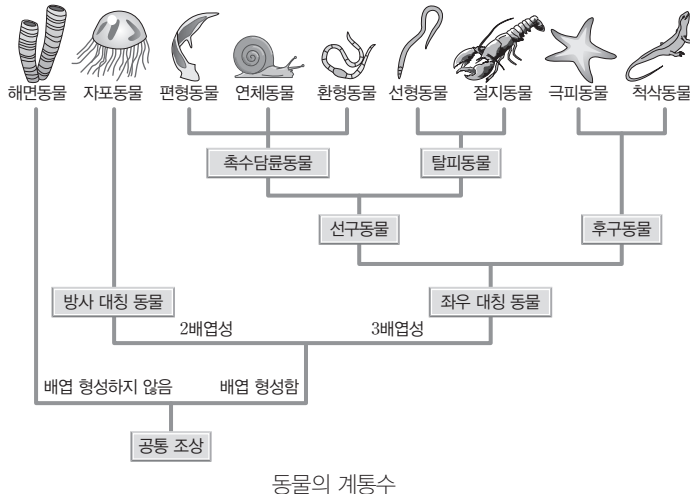 해면동물 자포동물 편형동물 연체동물 환형동물 선형동물 절지동물 극피동물 척삭동물
촉수담륜동물 탈피동물
선구동물 후구동물
방사 대칭 동물 좌우 대칭 동물
2배엽성 3배엽성
배엽 형성하지 않음 배엽 형성함
공통 조상
동물의 계통수